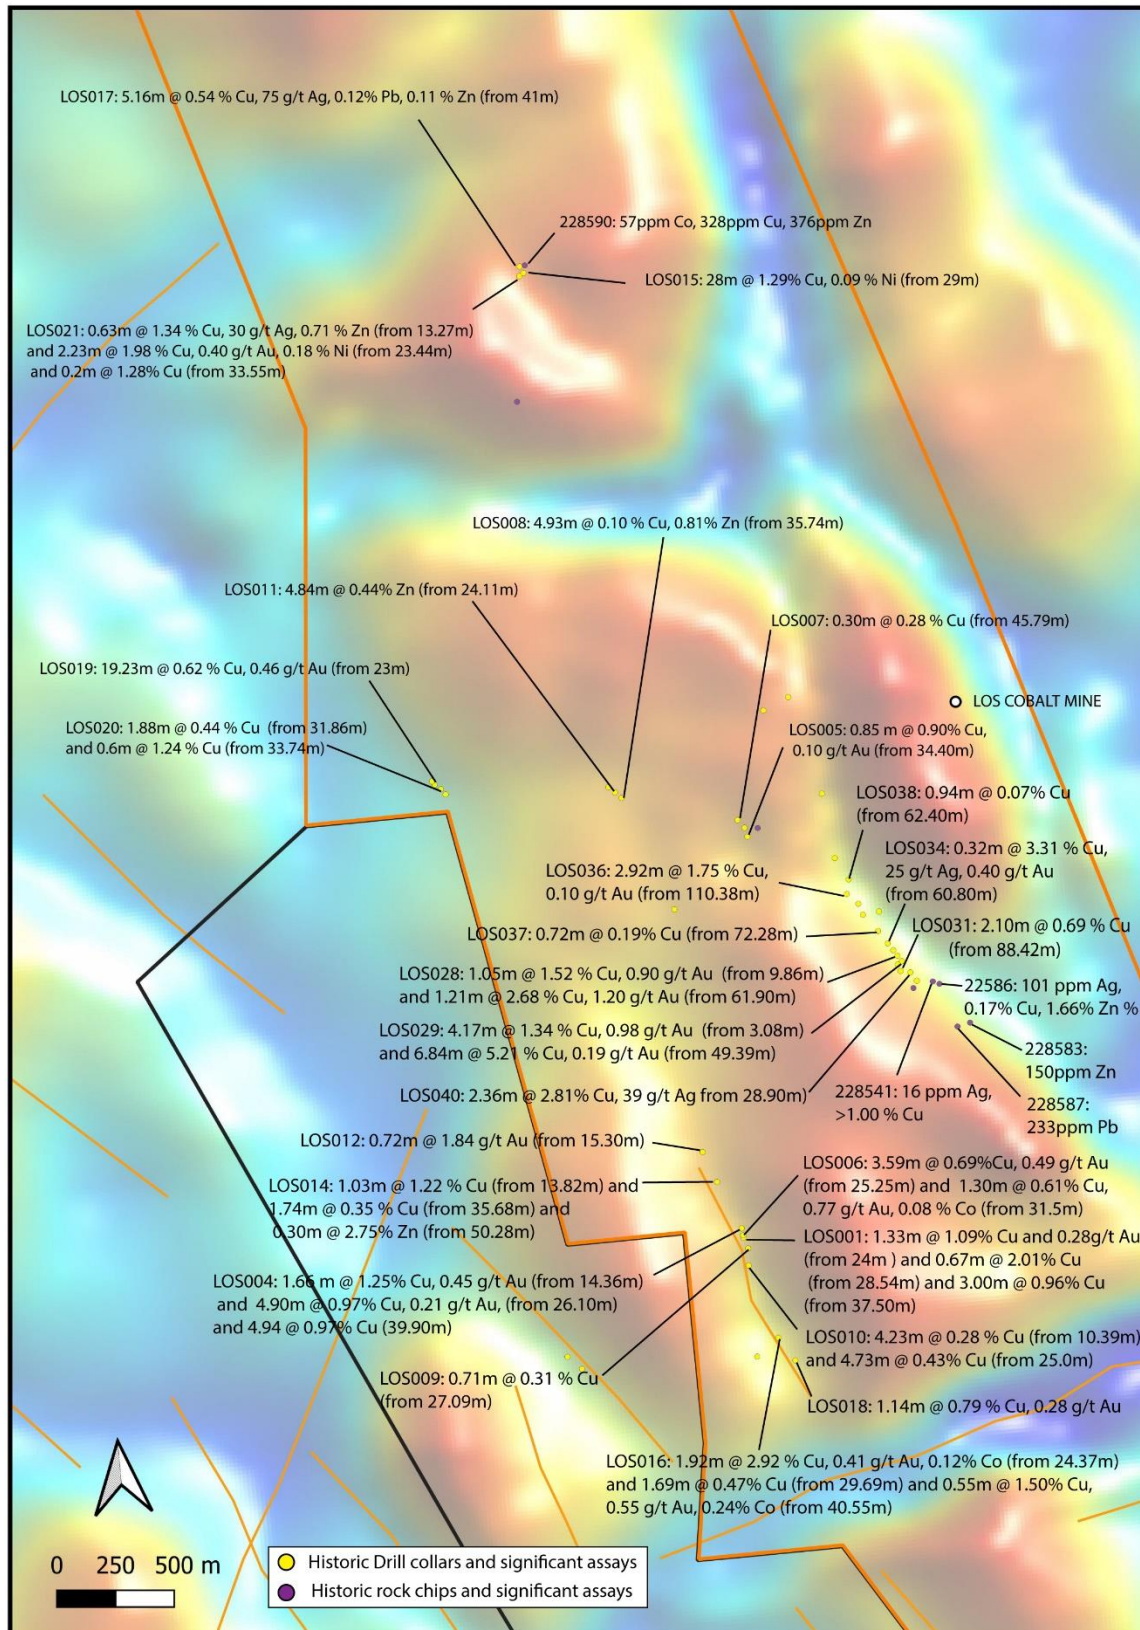 LOS017: 5.16m @ 0.54 % Cu, 75 g/t Ag, 0.12% Pb, 0.11 % Zn (from 41m)
228590: 57ppm Co, 328ppm Cu, 376ppm Zn
LOS015: 28m @ 1.29% Cu, 0.09 % Ni (from 29m)
LOS021: 0.63m @ 1.34 % Cu, 30 g/t Ag, 0.71 % Zn (from 13.27m)
and 2.23m @ 1.98 % Cu, 0.40 g/t Au, 0.18 % Ni (from 23.44m)
and 0.2m @ 1.28% Cu (from 33.55m)
LOS008: 4.93m @ 0.10 % Cu, 0.81% Zn (from 35.74m)
LOS011: 4.84m @ 0.44% Zn (from 24.11m)
LOS007: 0.30m @ 0.28 % Cu (from 45.79m)
LOS019: 19.23m @ 0.62 % Cu, 0.46 g/t Au (from 23m)
LOS COBALT MINE
LOS020: 1.88m @ 0.44 % Cu (from 31.86m)
and 0.6m @ 1.24 % Cu (from 33.74m)
LOS005: 0.85 m @ 0.90% Cu,
0.10 g/t Au (from 34.40m)
LOS038: 0.94m @ 0.07% Cu
(from 62.40m)
LOS034: 0.32m @ 3.31 % Cu,
25 g/t Ag, 0.40 g/t Au
(from 60.80m)
LOS036: 2.92m @ 1.75 % Cu,
0.10 g/t Au (from 110.38m)
LOS031: 2.10m @ 0.69 % Cu
(from 88.42m)
LOS037: 0.72m @ 0.19% Cu (from 72.28m)
LOS028: 1.05m @ 1.52 % Cu, 0.90 g/t Au (from 9.86m)
and 1.21m @ 2.68 % Cu, 1.20 g/t Au (from 61.90m)
22586: 101 ppm Ag,
0.17% Cu, 1.66% Zn %
LOS029: 4.17m @ 1.34 % Cu, 0.98 g/t Au (from 3.08m)
and 6.84m @ 5.21 % Cu, 0.19 g/t Au (from 49.39m)
228583:
150ppm Zn
LOS040: 2.36m @ 2.81% Cu, 39 g/t Ag from 28.90m)
228541: 16 ppm Ag,
>1.00 % Cu
228587:
233ppm Pb
LOS012: 0.72m @ 1.84 g/t Au (from 15.30m)
LOS006: 3.59m @ 0.69%Cu, 0.49 g/t Au
(from 25.25m) and 1.30m @ 0.61% Cu,
0.77 g/t Au, 0.08 % Co (from 31.5m)
LOS014: 1.03m @ 1.22 % Cu (from 13.82m) and
1.74m @ 0.35 % Cu (from 35.68m) and
0.30m @ 2.75% Zn (from 50.28m)
LOS001: 1.33m @ 1.09% Cu and 0.28g/t Au
(from 24m ) and 0.67m @ 2.01% Cu
(from 28.54m) and 3.00m @ 0.96% Cu
(from 37.50m)
LOS004: 1.66 m @ 1.25% Cu, 0.45 g/t Au (from 14.36m)
and 4.90m @ 0.97% Cu, 0.21 g/t Au, (from 26.10m)
and 4.94 @ 0.97% Cu (39.90m)
LOS010: 4.23m @ 0.28 % Cu (from 10.39m)
and 4.73m @ 0.43% Cu (from 25.0m)
LOS009: 0.71m @ 0.31 % Cu
(from 27.09m)
LOS018: 1.14m @ 0.79 % Cu, 0.28 g/t Au
LOS016: 1.92m @ 2.92 % Cu, 0.41 g/t Au, 0.12% Co (from 24.37m)
and 1.69m @ 0.47% Cu (from 29.69m) and 0.55m @ 1.50% Cu,
0.55 g/t Au, 0.24% Co (from 40.55m)
0 250 500 m
Historic Drill collars and significant assays
Historic rock chips and significant assays